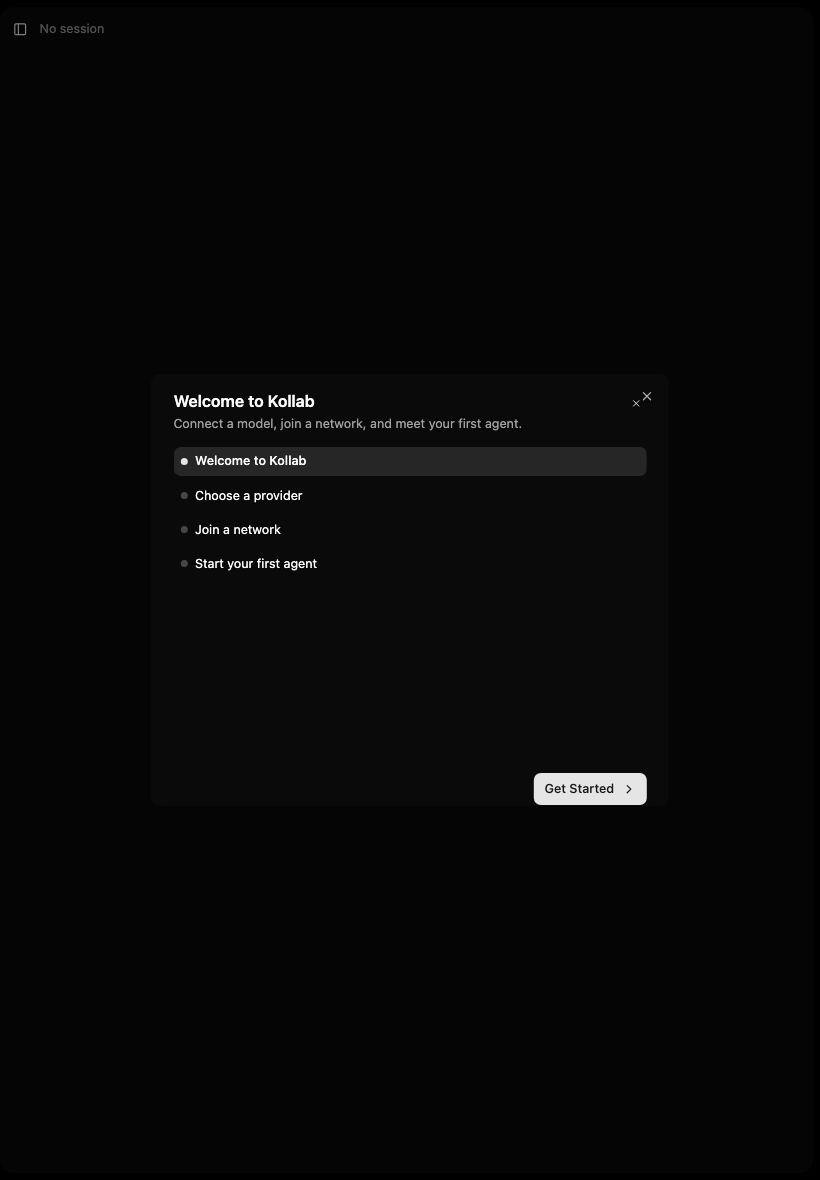 No session
Welcome to Kollab
Connect a model, join a network, and meet your first agent.
Welcome to Kollab
Choose a provider
Join a network
Start your first agent
Get Started